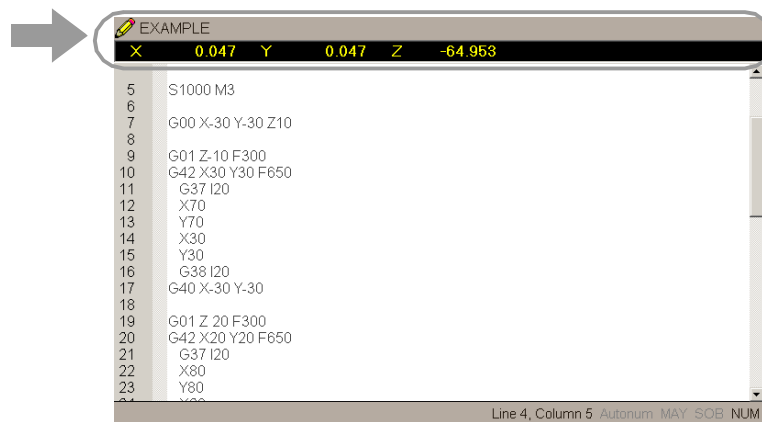 EXAMPLE
X 0.047 Y 0.047 Z -64.953
5 S1000 M3
6
7 G00 X-30 Y-30 Z10
8
9 G01 Z-10 F300
10 G42 X30 Y30 F650
11 G37 I20
12 X70
13 Y70
14 X30
15 Y30
16 G38 I20
17 G40 X-30 Y-30
18
19 G01 Z 20 F300
20 G42 X20 Y20 F650
21 G37 I20
22 X80
23 Y80
Line 4, Column 5 Autonum MAY SOB NUM